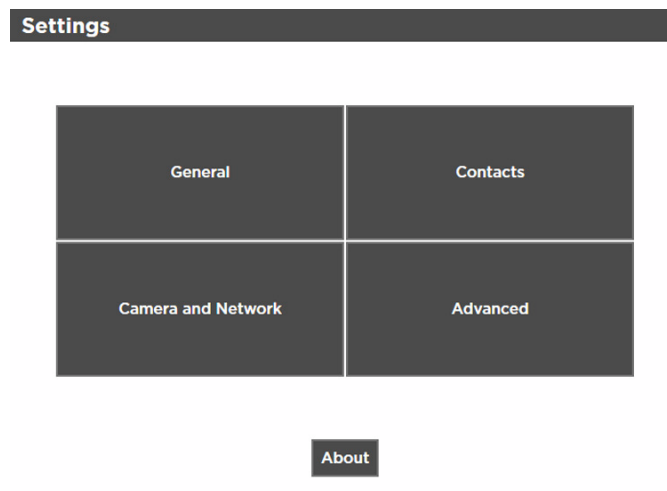 Settings
General
Contacts
Camera and Network
Advanced
About